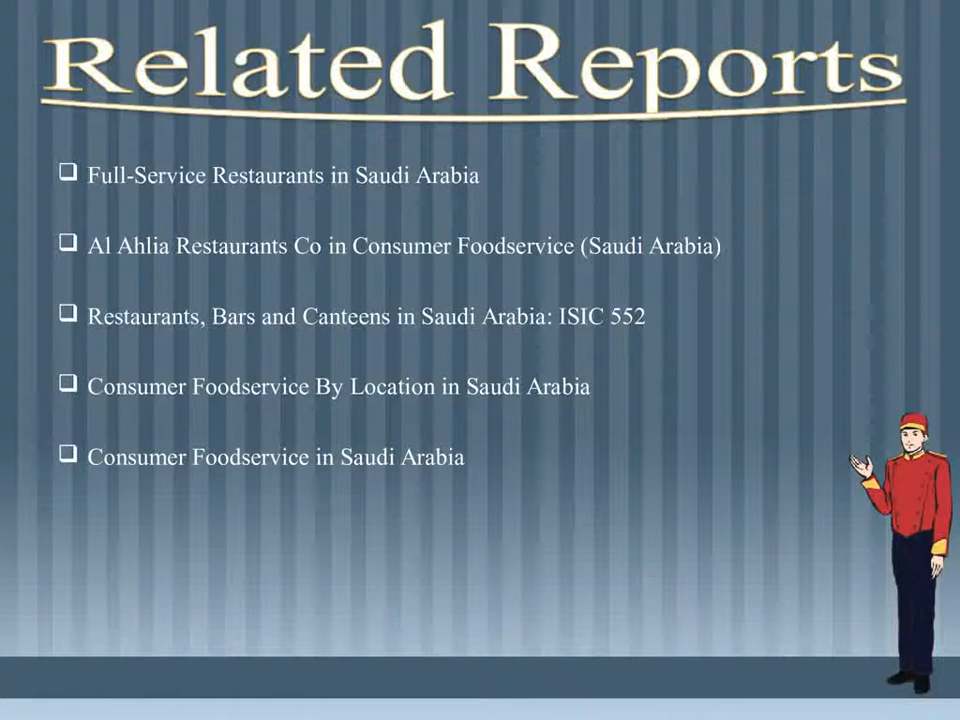 Related Reports
Full-Service Restaurants in Saudi Arabia
Al Ahlia Restaurants Co in Consumer Foodservice (Saudi Arabia)
Restaurants, Bars and Canteens in Saudi Arabia: ISIC 552
Consumer Foodservice By Location in Saudi Arabia
Consumer Foodservice in Saudi Arabia